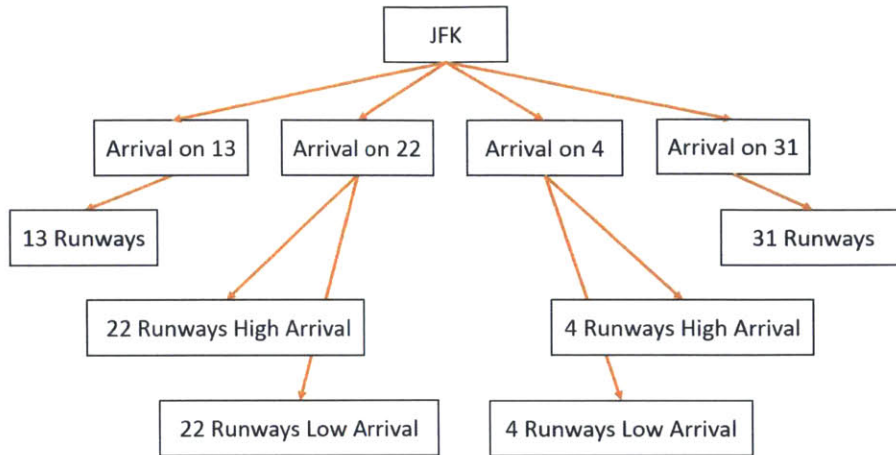 JFK
Arrival on 13
Arrival on 22
Arrival on 4
Arrival on 31
13 Runways
31 Runways
22 Runways High Arrival
4 Runways High Arrival
22 Runways Low Arrival
4 Runways Low Arrival